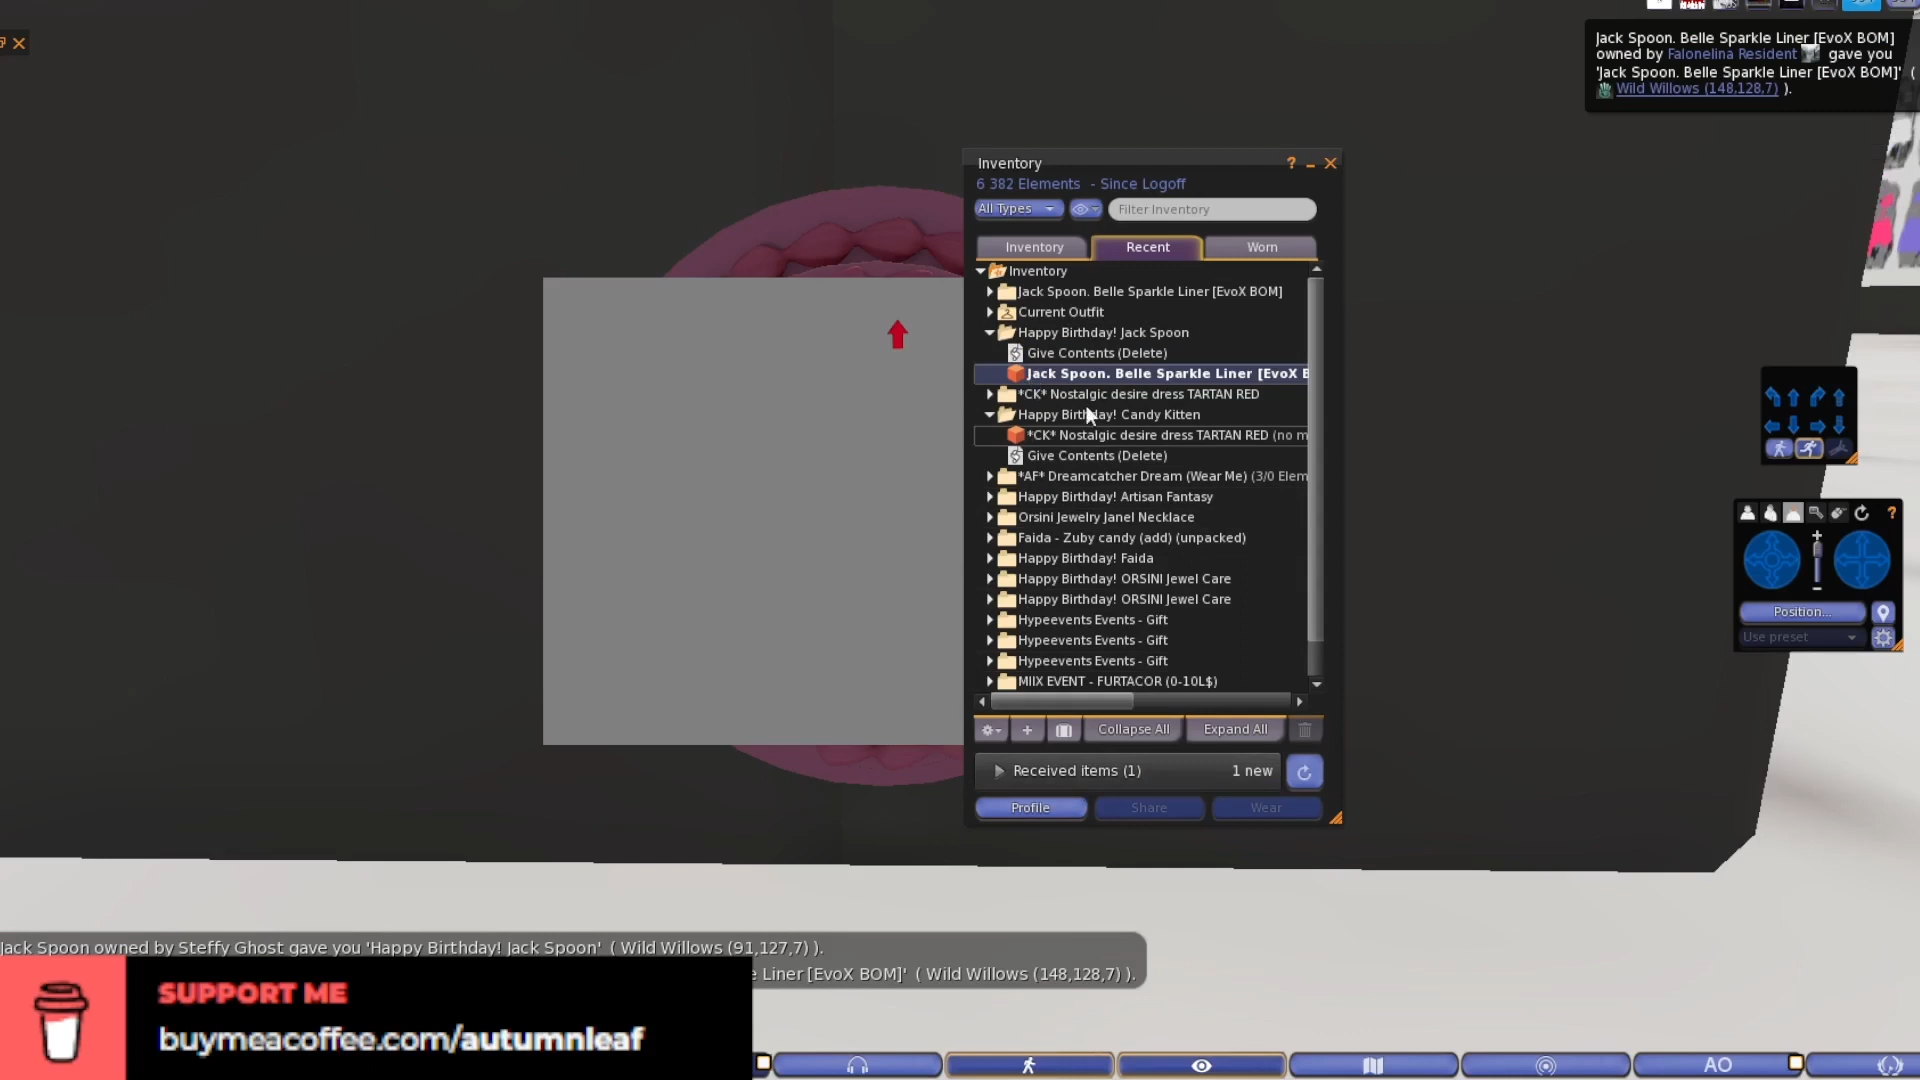 Jack Spoon. Belle Sparkle Liner [EvoX BOM]
owned by Falonelina Resident gave you
'Jack Spoon. Belle Sparkle Liner [EvoX BOM]' (
Wild Willows (148,128,7) ).
Inventory
6 382 Elements - Since Logoff
All Types
Filter Inventory
Inventory Recent Worn
Inventory
Jack Spoon. Belle Sparkle Liner [EvoX BOM]
Current Outfit
Happy Birthday! Jack Spoon
Give Contents (Delete)
Jack Spoon. Belle Sparkle Liner [EvoX B
*CK* Nostalgic desire dress TARTAN RED
Happy Birthday! Candy Kitten
*CK* Nostalgic desire dress TARTAN RED (no m
Give Contents (Delete)
*AF* Dreamcatcher Dream (Wear Me) (3/0 Elem
Happy Birthday! Artisan Fantasy
Orsini Jewelry Janel Necklace
Faida - Zuby candy (add) (unpacked)
Happy Birthday! Faida
Happy Birthday! ORSINI Jewel Care
Happy Birthday! ORSINI Jewel Care
Hypeevents Events - Gift
Hypeevents Events - Gift
Hypeevents Events - Gift
MIIX EVENT - FURTACOR (0-10L$)
Collapse All Expand All
Received items (1) 1 new
Profile Share Wear
Position...
Use preset
Jack Spoon owned by Steffy Ghost gave you 'Happy Birthday! Jack Spoon' ( Wild Willows (91,127,7) ).
Liner [EvoX BOM]' ( Wild Willows (148,128,7) ).
SUPPORT ME
buymeacoffee.com/autumnleaf
AO